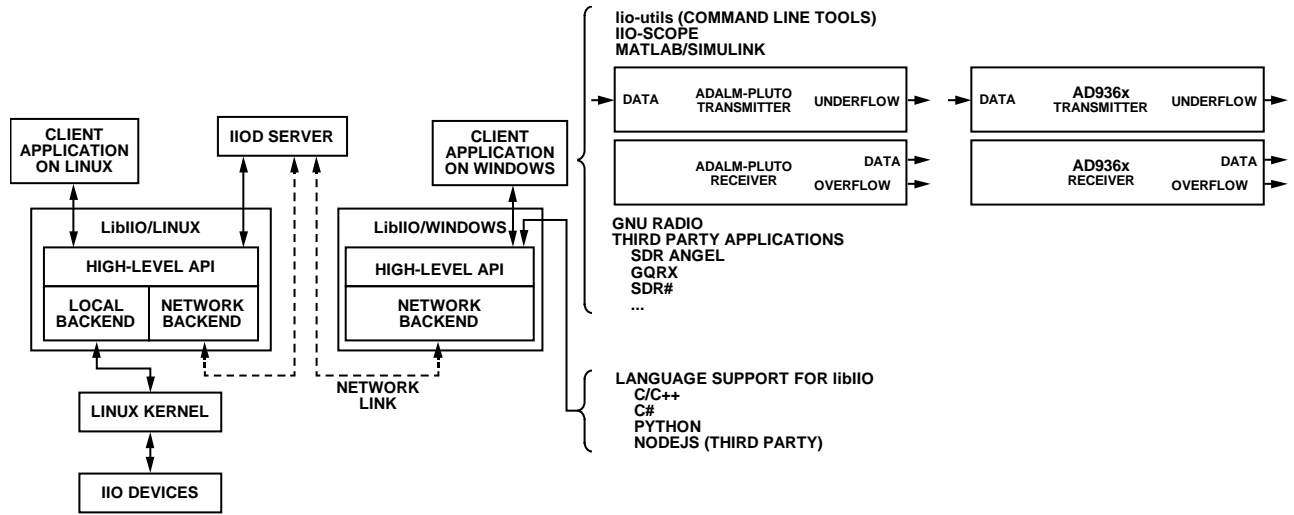 CLIENT
APPLICATION
ON LINUX
IIOD SERVER
CLIENT
APPLICATION
ON WINDOWS
LibIIO/LINUX
HIGH-LEVEL API
LOCAL
BACKEND
NETWORK
BACKEND
LibIIO/WINDOWS
HIGH-LEVEL API
NETWORK
BACKEND
NETWORK
LINK
LINUX KERNEL
IIO DEVICES
Iio-utils (COMMAND LINE TOOLS)
IIO-SCOPE
MATLAB/SIMULINK
DATA
ADALM-PLUTO
TRANSMITTER
UNDERFLOW
DATA
AD936x
TRANSMITTER
UNDERFLOW
ADALM-PLUTO
RECEIVER
DATA
OVERFLOW
AD936x
RECEIVER
DATA
OVERFLOW
GNU RADIO
THIRD PARTY APPLICATIONS
SDR ANGEL
GQRX
SDR#
...
LANGUAGE SUPPORT FOR libIIO
C/C++
C#
PYTHON
NODEJS (THIRD PARTY)